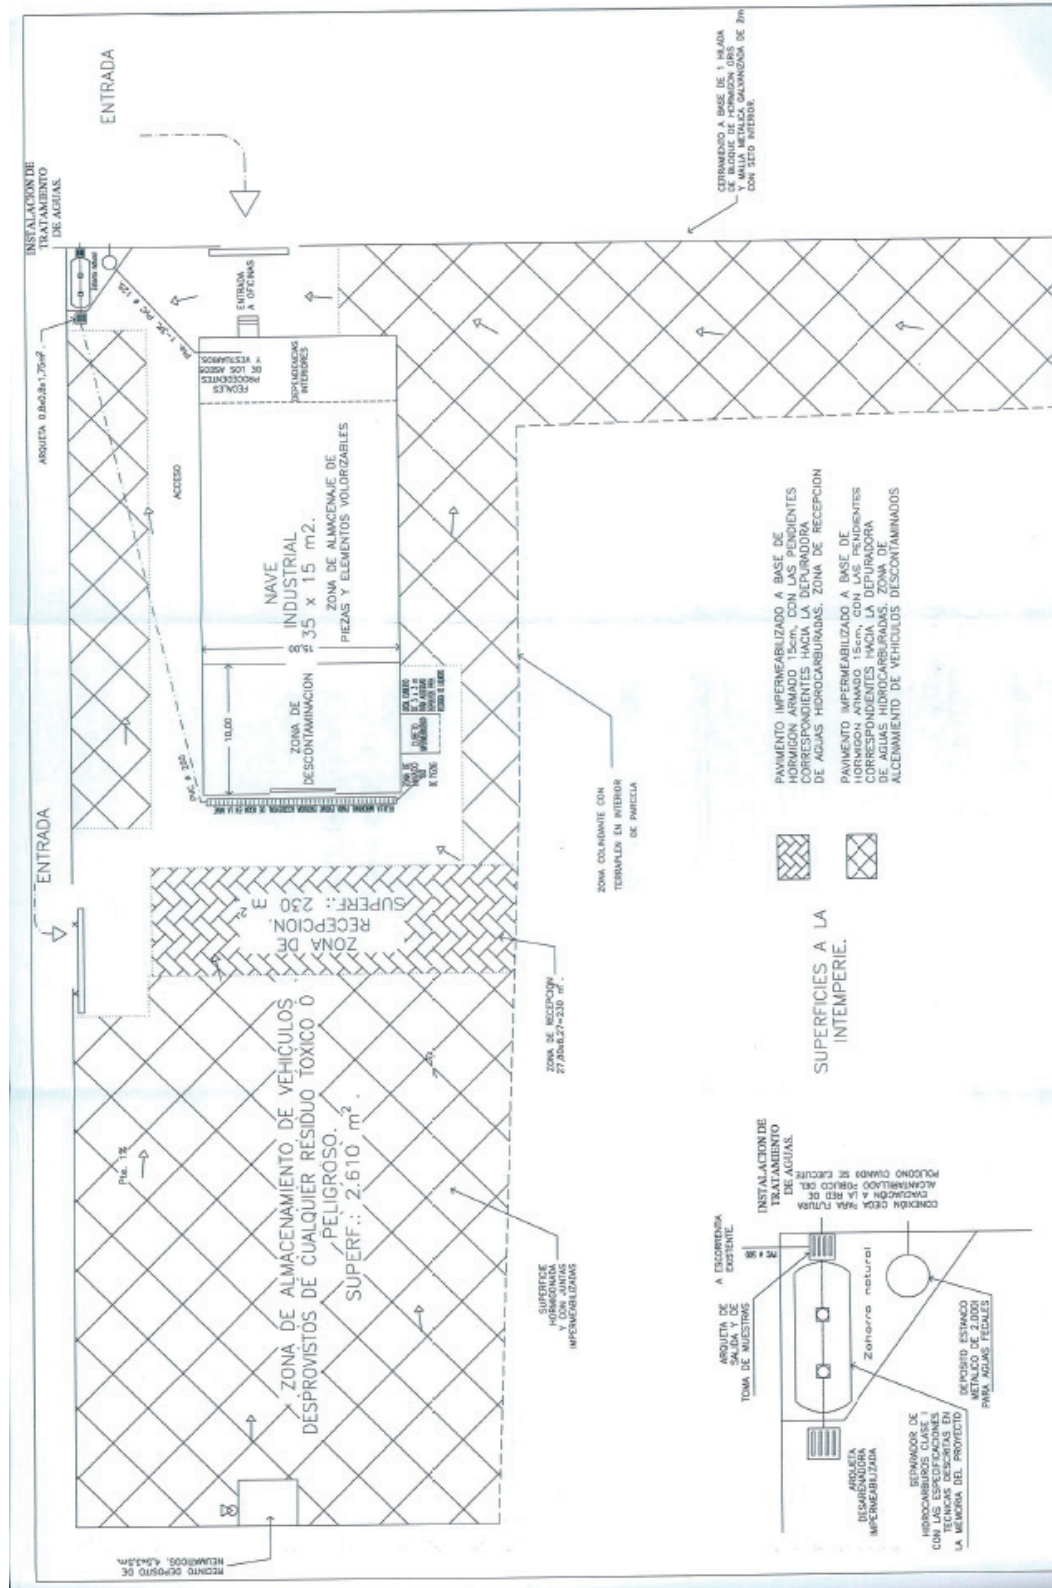 INSTALACION DE
TRATAMIENTO
DE AGUAS.
ENTRADA
ARQUETA 0,8x0,8x1,75m².
Pte. 1-3%, PVC ø 125
ACCESO
FECALES
PROCEDENTES
DE LOS ASEOS
Y VESTUARIOS.
DEPENDENCIAS
INTERIORES
ENTRADA
A OFICINAS
NAVE
INDUSTRIAL
35 x 15 m2.
ZONA DE ALMACENAJE DE
PIEZAS Y ELEMENTOS VOLORIZABLES
15,00
10,00
ZONA DE
DESCONTAMINACION
PVC ø 200
ENTRADA
ZONA DE
RECEPCION.
SUPERF.: 230 m².
ZONA DE ALMACENAMIENTO DE VEHICULOS
DESPROVISTOS DE CUALQUIER RESIDUO TOXICO O
PELIGROSO.
SUPERF.: 2.610 m².
Pte. 1%
RECINTO DEPOSITO DE
NEUMATICOS. 4,5x3,5m.
SUPERFICIE
HORMIGONADA
Y CON JUNTAS
IMPERMEABILIZADAS
ZONA DE RECEPCION
27,80x8,27=230 m².
ZONA COLINDANTE CON
TERRAPLEN EN INTERIOR
DE PARCELA
CERRAMIENTO A BASE DE 1 HILADA
DE BLOQUE DE HORMIGON GRIS
Y MALLA METALICA GALVANIZADA DE 2m
CON SETO INTERIOR.
SUPERFICIES A LA
INTEMPERIE.
PAVIMENTO IMPERMEABILIZADO A BASE DE
HORMIGON ARMADO 15cm, CON LAS PENDIENTES
CORRESPONDIENTES HACIA LA DEPURADORA
DE AGUAS HIDROCARBURADAS. ZONA DE RECEPCION
PAVIMENTO IMPERMEABILIZADO A BASE DE
HORMIGON ARMADO 15cm, CON LAS PENDIENTES
CORRESPONDIENTES HACIA LA DEPURADORA
DE AGUAS HIDROCARBURADAS. ZONA DE
ALCENAMIENTO DE VEHICULOS DESCONTAMINADOS
INSTALACION DE
TRATAMIENTO
DE AGUAS.
A ESCORRENTIA
EXISTENTE.
CONEXIÓN CIEGA PARA FUTURA
EVACUACIÓN A LA RED DE
ALCANTARILLADO PÚBLICO DEL
POLIGONO CUANDO SE EJECUTE
ARQUETA DE
SALIDA Y DE
TOMA DE MUESTRAS
Zahorra natural
ARQUETA
DESARENADORA
IMPERMEABILIZADA
SEPARADOR DE
HIDROCARBUROS CLASE I
CON LAS ESPECIFICACIONES
TECNICAS DESCRITAS EN
LA MEMORIA DEL PROYECTO
DEPOSITO ESTANCO
METALICO DE 2.000l
PARA AGUAS FECALES